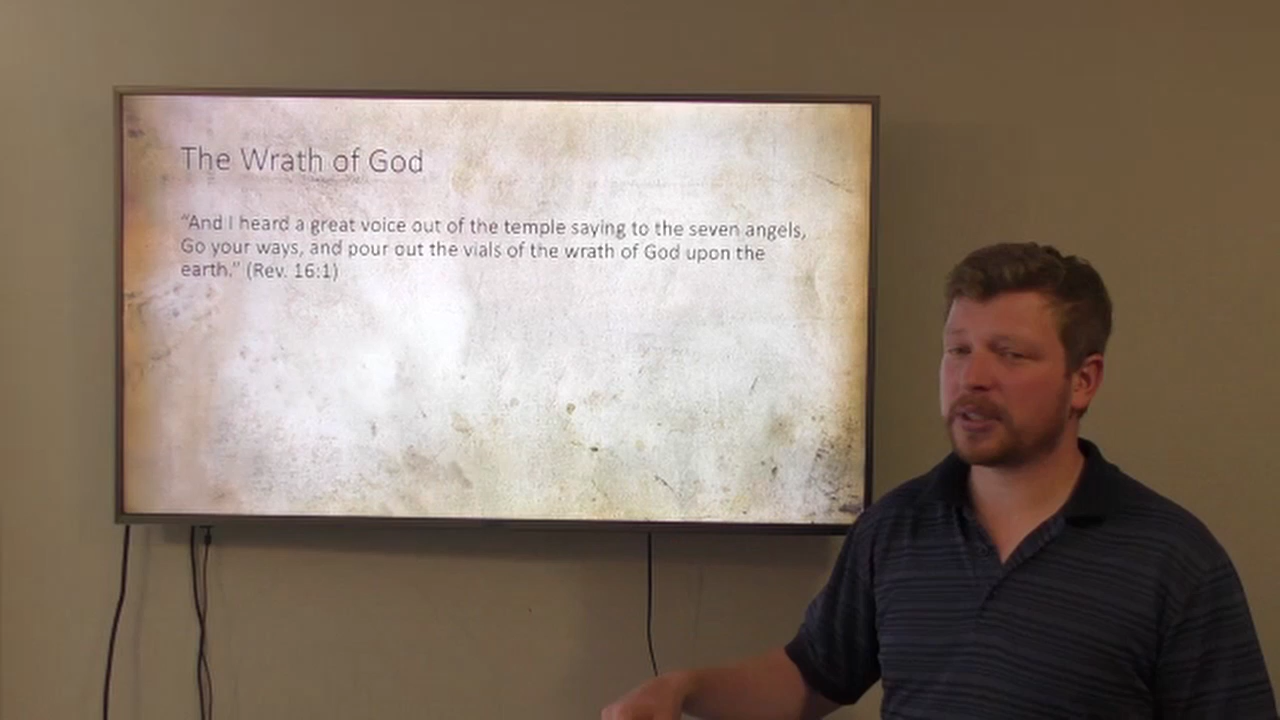 The Wrath of God
“And I heard a great voice out of the temple saying to the seven angels,
Go your ways, and pour out the vials of the wrath of God upon the
earth.” (Rev. 16:1)